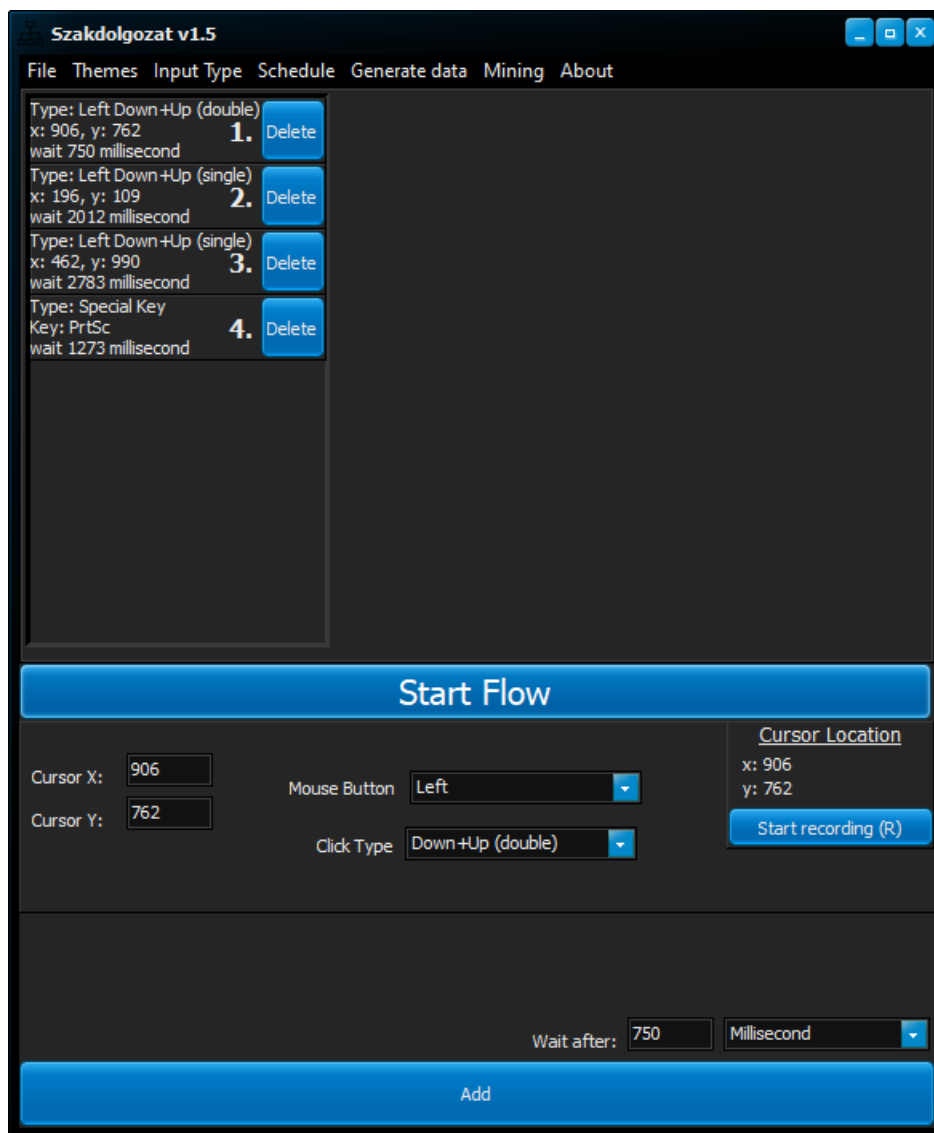 Szakdolgozat v1.5
File Themes Input Type Schedule Generate data Mining About
Type: Left Down+Up (double)
x: 906, y: 762
1.
Delete
wait 750 millisecond
Type: Left Down+Up (single)
x: 196, y: 109
2.
Delete
wait 2012 millisecond
Type: Left Down+Up (single)
x: 462, y: 990
3.
Delete
wait 2783 millisecond
Type: Special Key
Key: PrtSc
4.
Delete
wait 1273 millisecond
Start Flow
Cursor X: 906
Cursor Y: 762
Mouse Button Left
Click Type Down+Up (double)
Cursor Location
x: 906
y: 762
Start recording (R)
Wait after: 750 Millisecond
Add